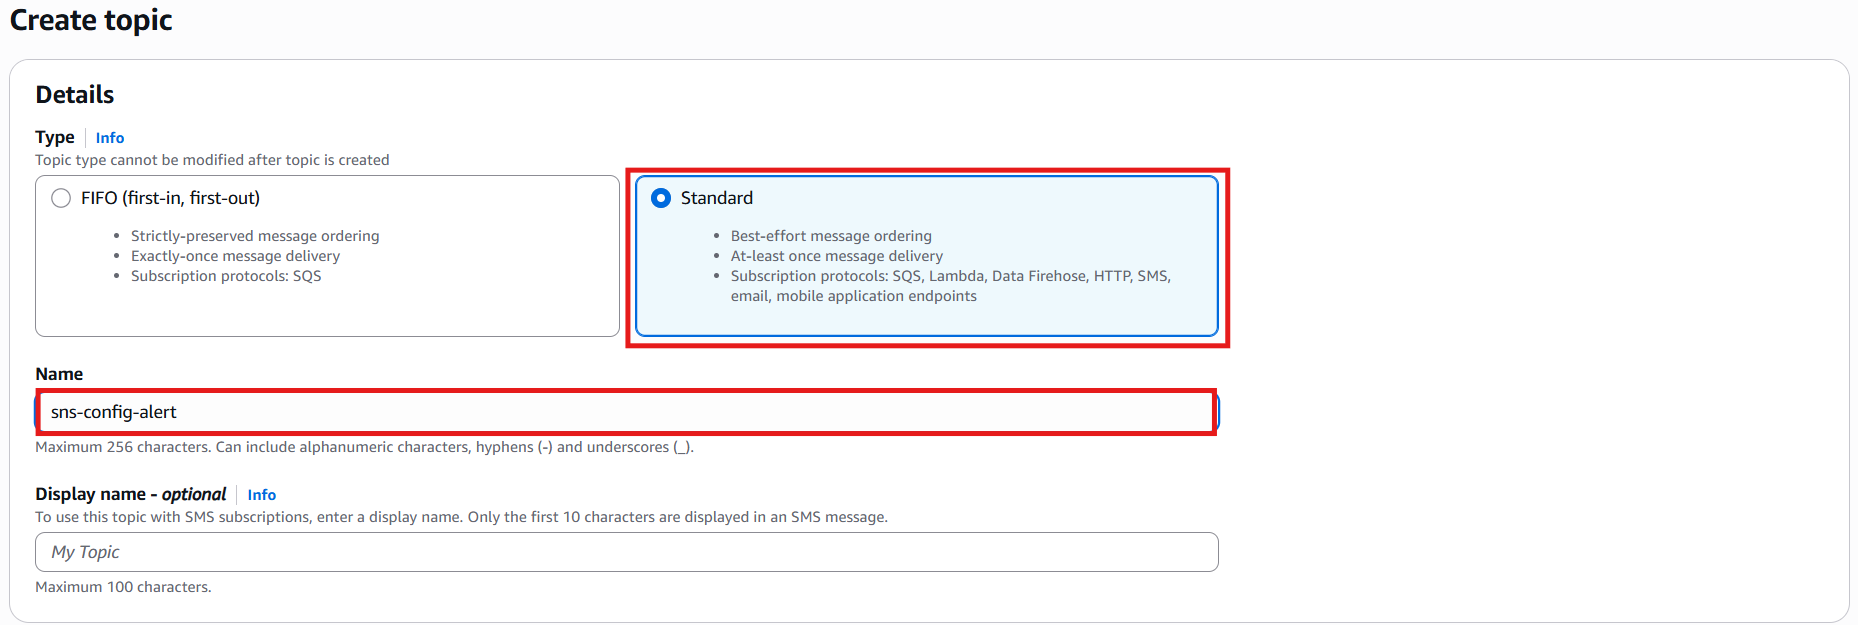 Create topic
Details
Type Info
Topic type cannot be modified after topic is created
FIFO (first-in, first-out)
• Strictly-preserved message ordering
• Exactly-once message delivery
• Subscription protocols: SQS
Standard
• Best-effort message ordering
• At-least once message delivery
• Subscription protocols: SQS, Lambda, Data Firehose, HTTP, SMS,
email, mobile application endpoints
Name
sns-config-alert
Maximum 256 characters. Can include alphanumeric characters, hyphens (-) and underscores (_).
Display name - optional Info
To use this topic with SMS subscriptions, enter a display name. Only the first 10 characters are displayed in an SMS message.
My Topic
Maximum 100 characters.